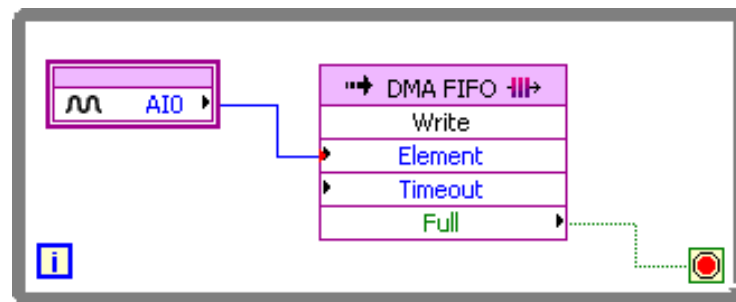 AI0
DMA FIFO
Write
Element
Timeout
Full
i